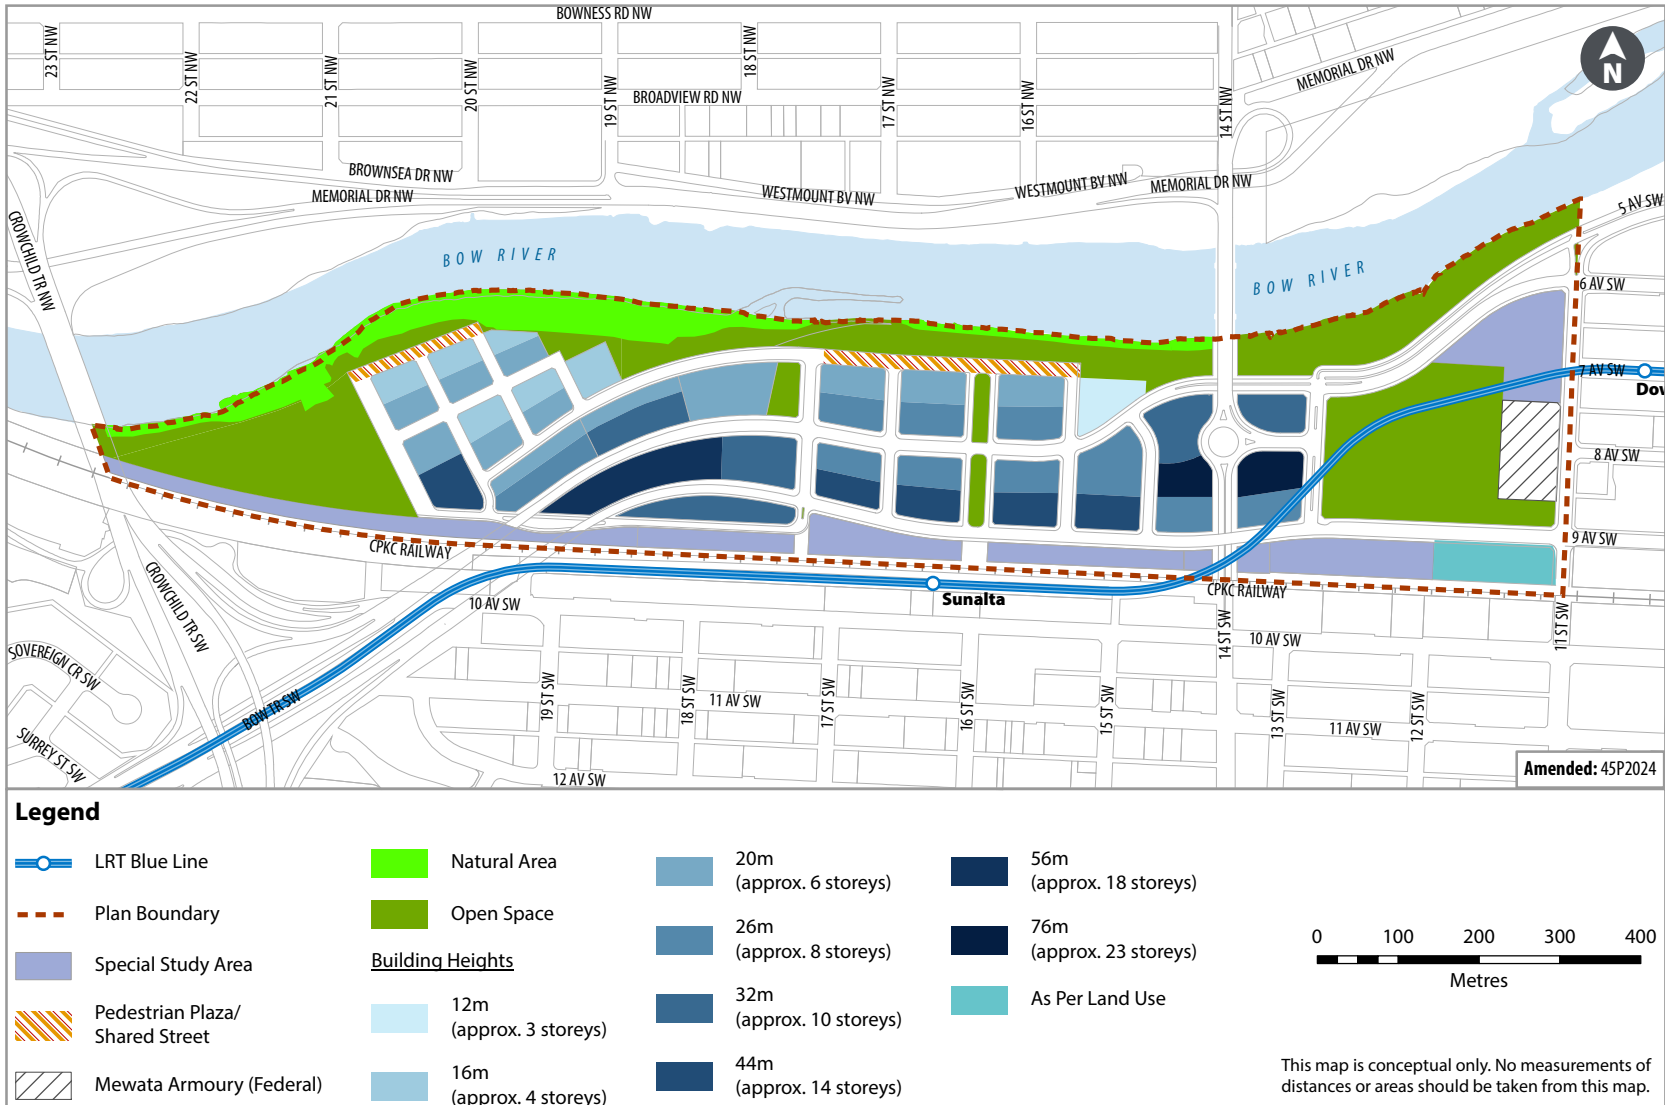 BOWNESS RD NW
23 ST NW
22 ST NW
21 ST NW
20 ST NW
19 ST NW
18 ST NW
17 ST NW
16 ST NW
14 ST NW
MEMORIAL DR NW
N
BROADVIEW RD NW
BROWNSEA DR NW
MEMORIAL DR NW
WESTMOUNT BV NW
WESTMOUNT BV NW
MEMORIAL DR NW
CROWCHILD TR NW
BOW RIVER
BOW RIVER
5 AV SW
6 AV SW
7 AV SW
Dov
8 AV SW
9 AV SW
CPKC RAILWAY
CPKC RAILWAY
Sunalta
CROWCHILD TR SW
10 AV SW
10 AV SW
14 ST SW
11 ST SW
SOVEREIGN CR SW
SURREY ST SW
BOW TR SW
19 ST SW
18 ST SW
11 AV SW
17 ST SW
16 ST SW
15 ST SW
13 ST SW
11 AV SW
12 ST SW
12 AV SW
Amended: 45P2024
Legend
LRT Blue Line
Plan Boundary
Special Study Area
Pedestrian Plaza/
Shared Street
Mewata Armoury (Federal)
Natural Area
Open Space
Building Heights
12m
(approx. 3 storeys)
16m
(approx. 4 storeys)
20m
(approx. 6 storeys)
26m
(approx. 8 storeys)
32m
(approx. 10 storeys)
44m
(approx. 14 storeys)
56m
(approx. 18 storeys)
76m
(approx. 23 storeys)
As Per Land Use
0 100 200 300 400
Metres
This map is conceptual only. No measurements of
distances or areas should be taken from this map.